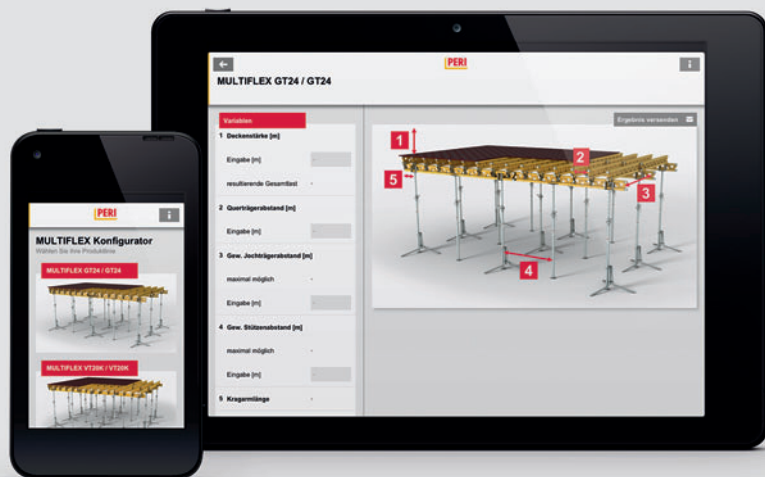 PERI
MULTIFLEX Konfigurator
Wählen Sie Ihre Produktlinie
MULTIFLEX GT24 / GT24
MULTIFLEX VT20K / VT20K
PERI
MULTIFLEX GT24 / GT24
Variablen
1 Deckenstärke [m]
Eingabe [m] -
resultierende Gesamtlast -
2 Querträgerabstand [m]
Eingabe [m] -
3 Gew. Jochträgerabstand [m]
maximal möglich -
Eingabe [m] -
4 Gew. Stützenabstand [m]
maximal möglich -
Eingabe [m] -
5 Kragarmlänge -
Ergebnis versenden
1
2
3
4
5